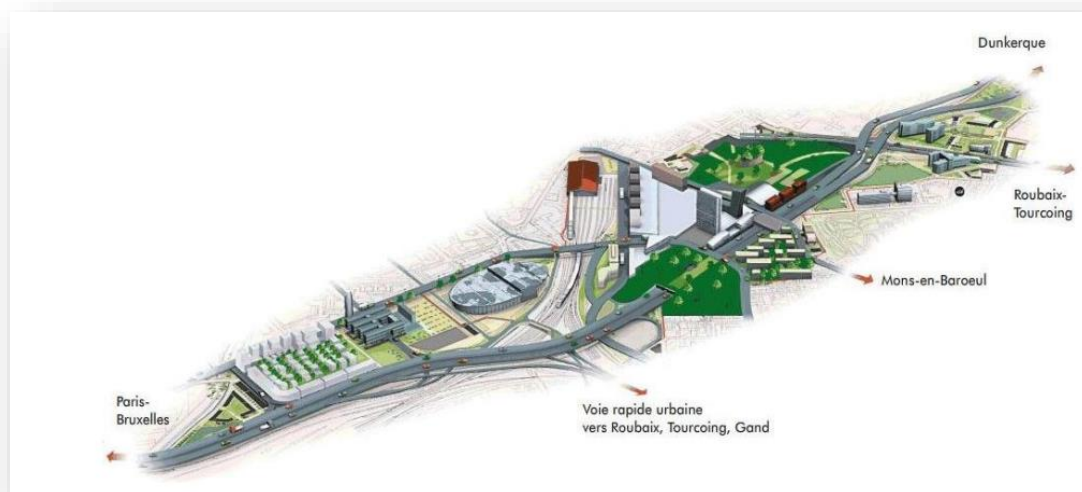 Dunkerque
Roubaix-
Tourcoing
Mons-en-Baroeul
Paris-
Bruxelles
Voie rapide urbaine
vers Roubaix, Tourcoing, Gand